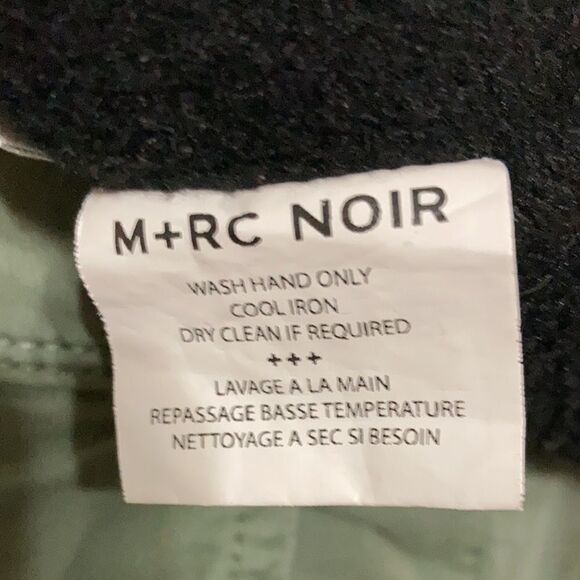 M+RC NOIR
WASH HAND ONLY
COOL IRON
DRY CLEAN IF REQUIRED
+++
LAVAGE A LA MAIN
REPASSAGE BASSE TEMPERATURE
NETTOYAGE A SEC SI BESOIN